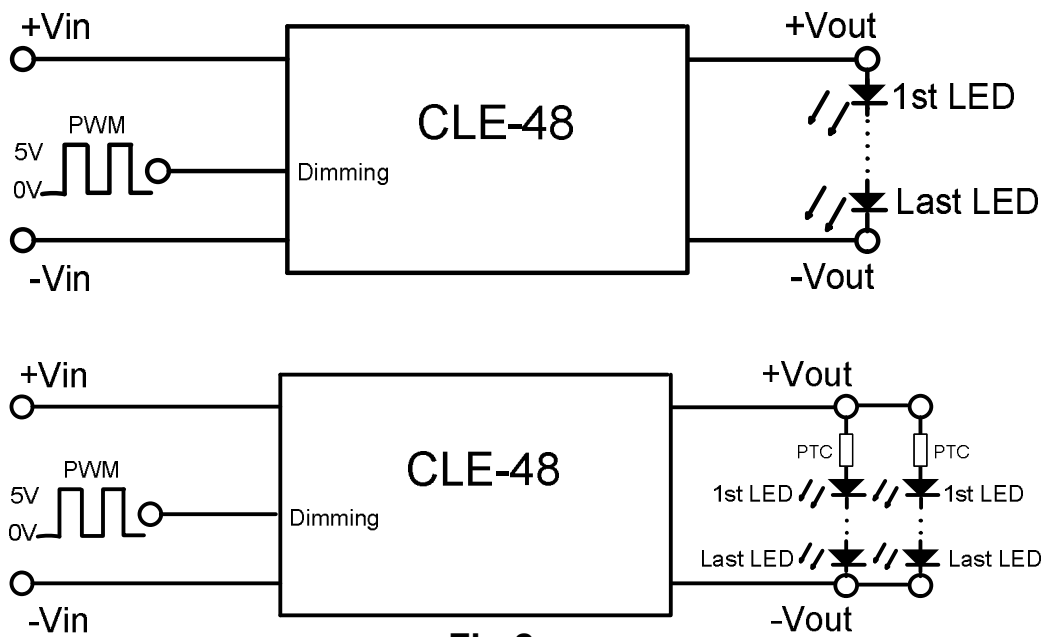 +Vin
+Vout
CLE-48
1st LED
PWM
5V
0V
Dimming
Last LED
-Vin
-Vout
+Vin
+Vout
CLE-48
PTC
PTC
PWM
5V
0V
Dimming
1st LED
1st LED
Last LED
Last LED
-Vin
-Vout